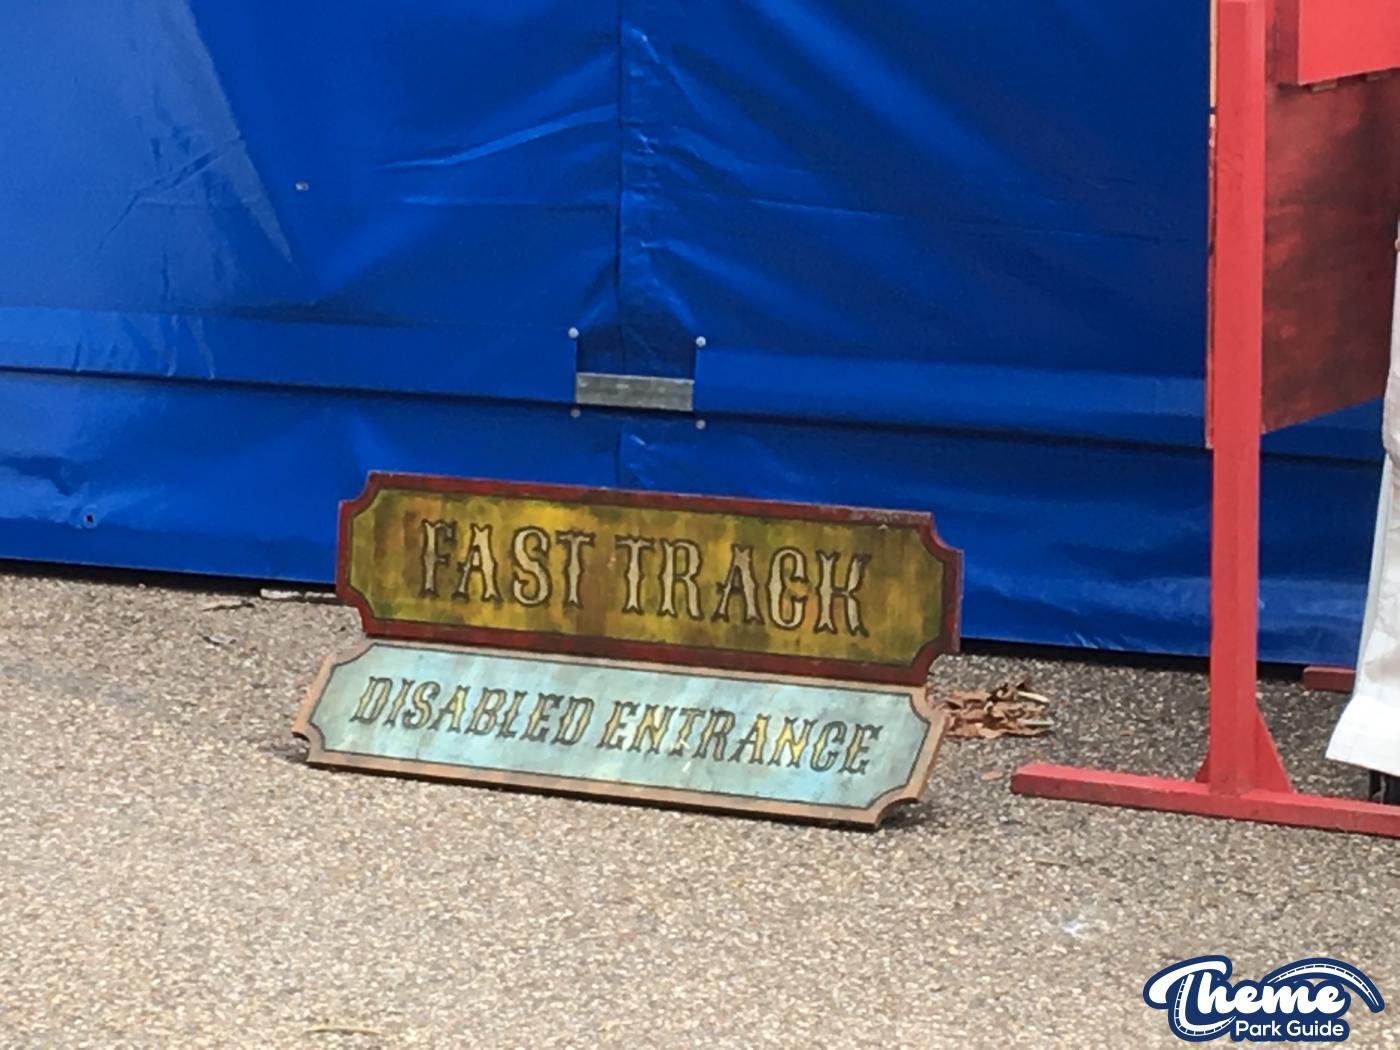 FAST TRACK
DISABLED ENTRANCE
Theme
Park Guide